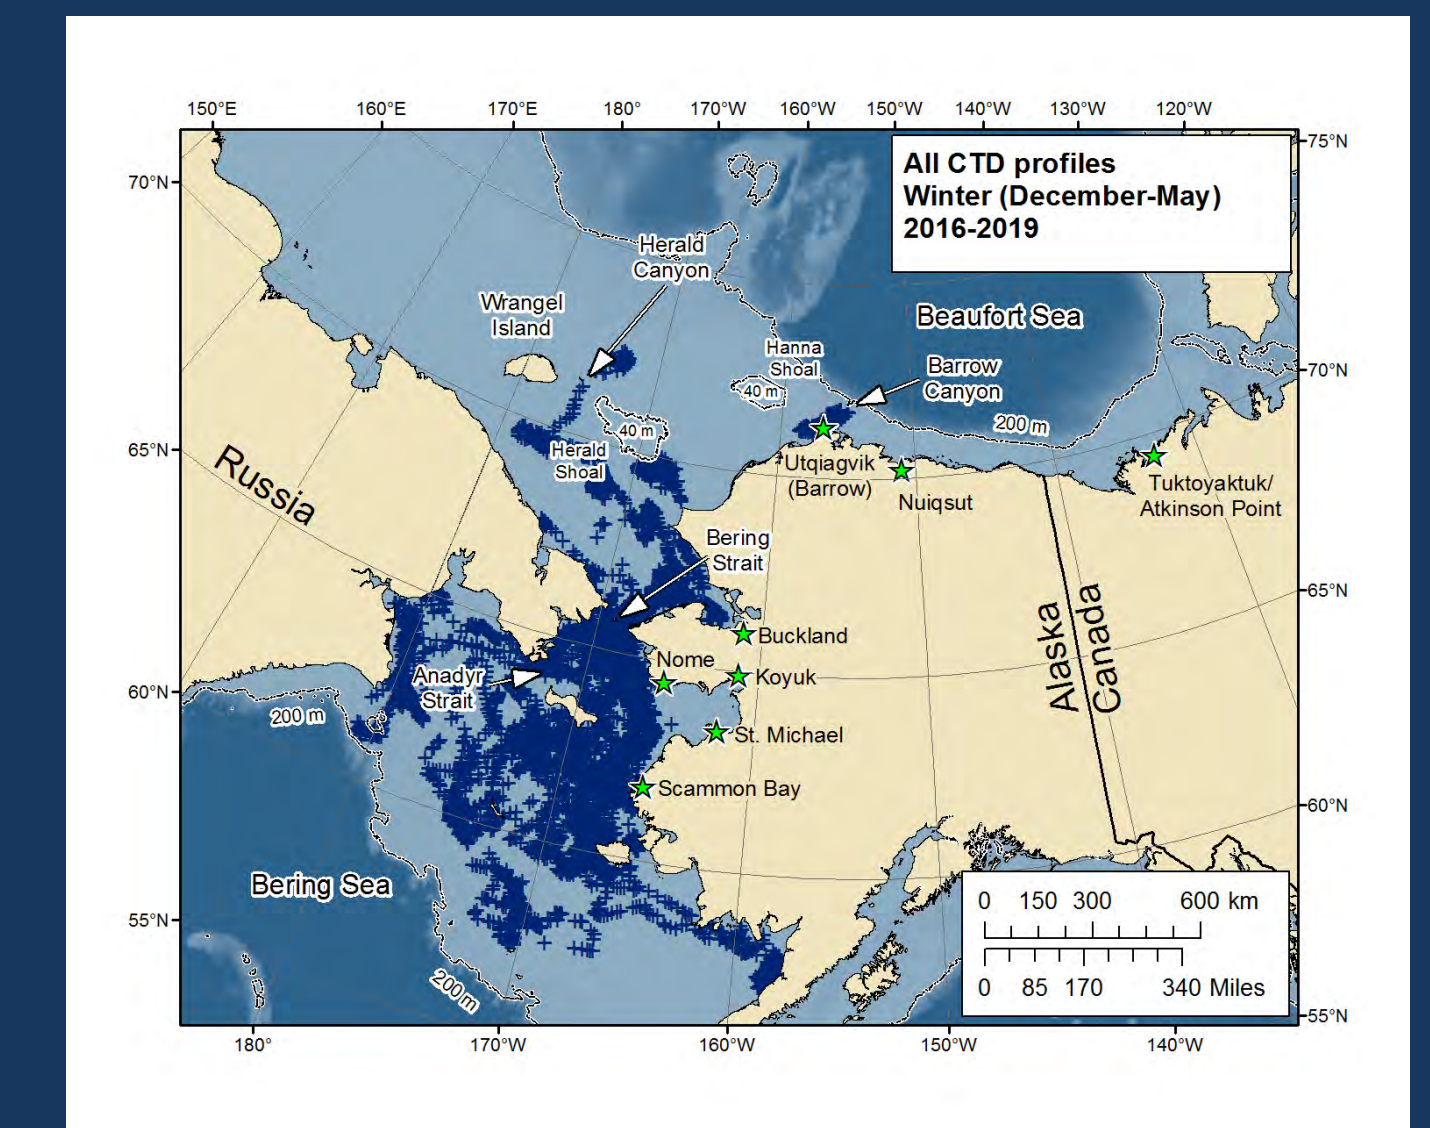 150°E 160°E 170°E 180° 170°W 160°W 150°W 140°W 130°W 120°W
All CTD profiles
Winter (December-May)
2016-2019
75°N
70°N
Herald
Canyon
Wrangel
Island
Beaufort Sea
Hanna
Shoal
40 m
Barrow
Canyon
70°N
200 m
40 m
Herald
Shoal
65°N
Russia
Utqiagvik
(Barrow)
Nuiqsut
Tuktoyaktuk/
Atkinson Point
Bering
Strait
65°N
Alaska
Canada
Buckland
Nome
Koyuk
Anadyr
Strait
60°N
200 m
St. Michael
Scammon Bay
60°N
Bering Sea
55°N
200 m
0 150 300 600 km
0 85 170 340 Miles
55°N
180° 170°W 160°W 150°W 140°W